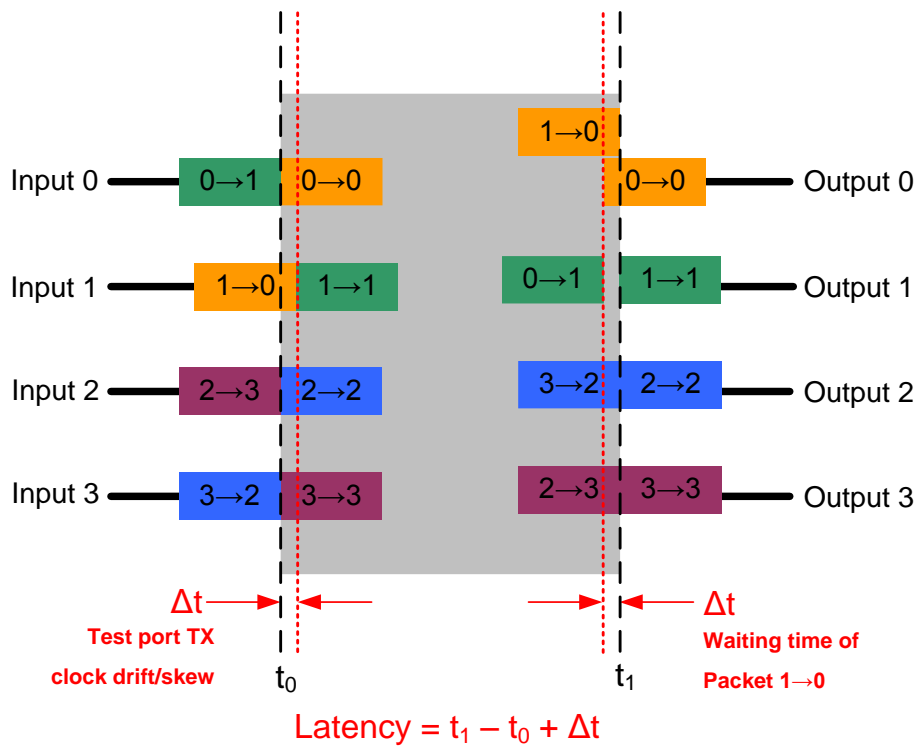 1→0
Input 0
0→1
0→0
0→0
Output 0
Input 1
1→0
1→1
0→1
1→1
Output 1
Input 2
2→3
2→2
3→2
2→2
Output 2
Input 3
3→2
3→3
2→3
3→3
Output 3
Δt
Test port TX
clock drift/skew
t₀
t₁
Δt
Waiting time of
Packet 1→0
Latency = t₁ – t₀ + Δt